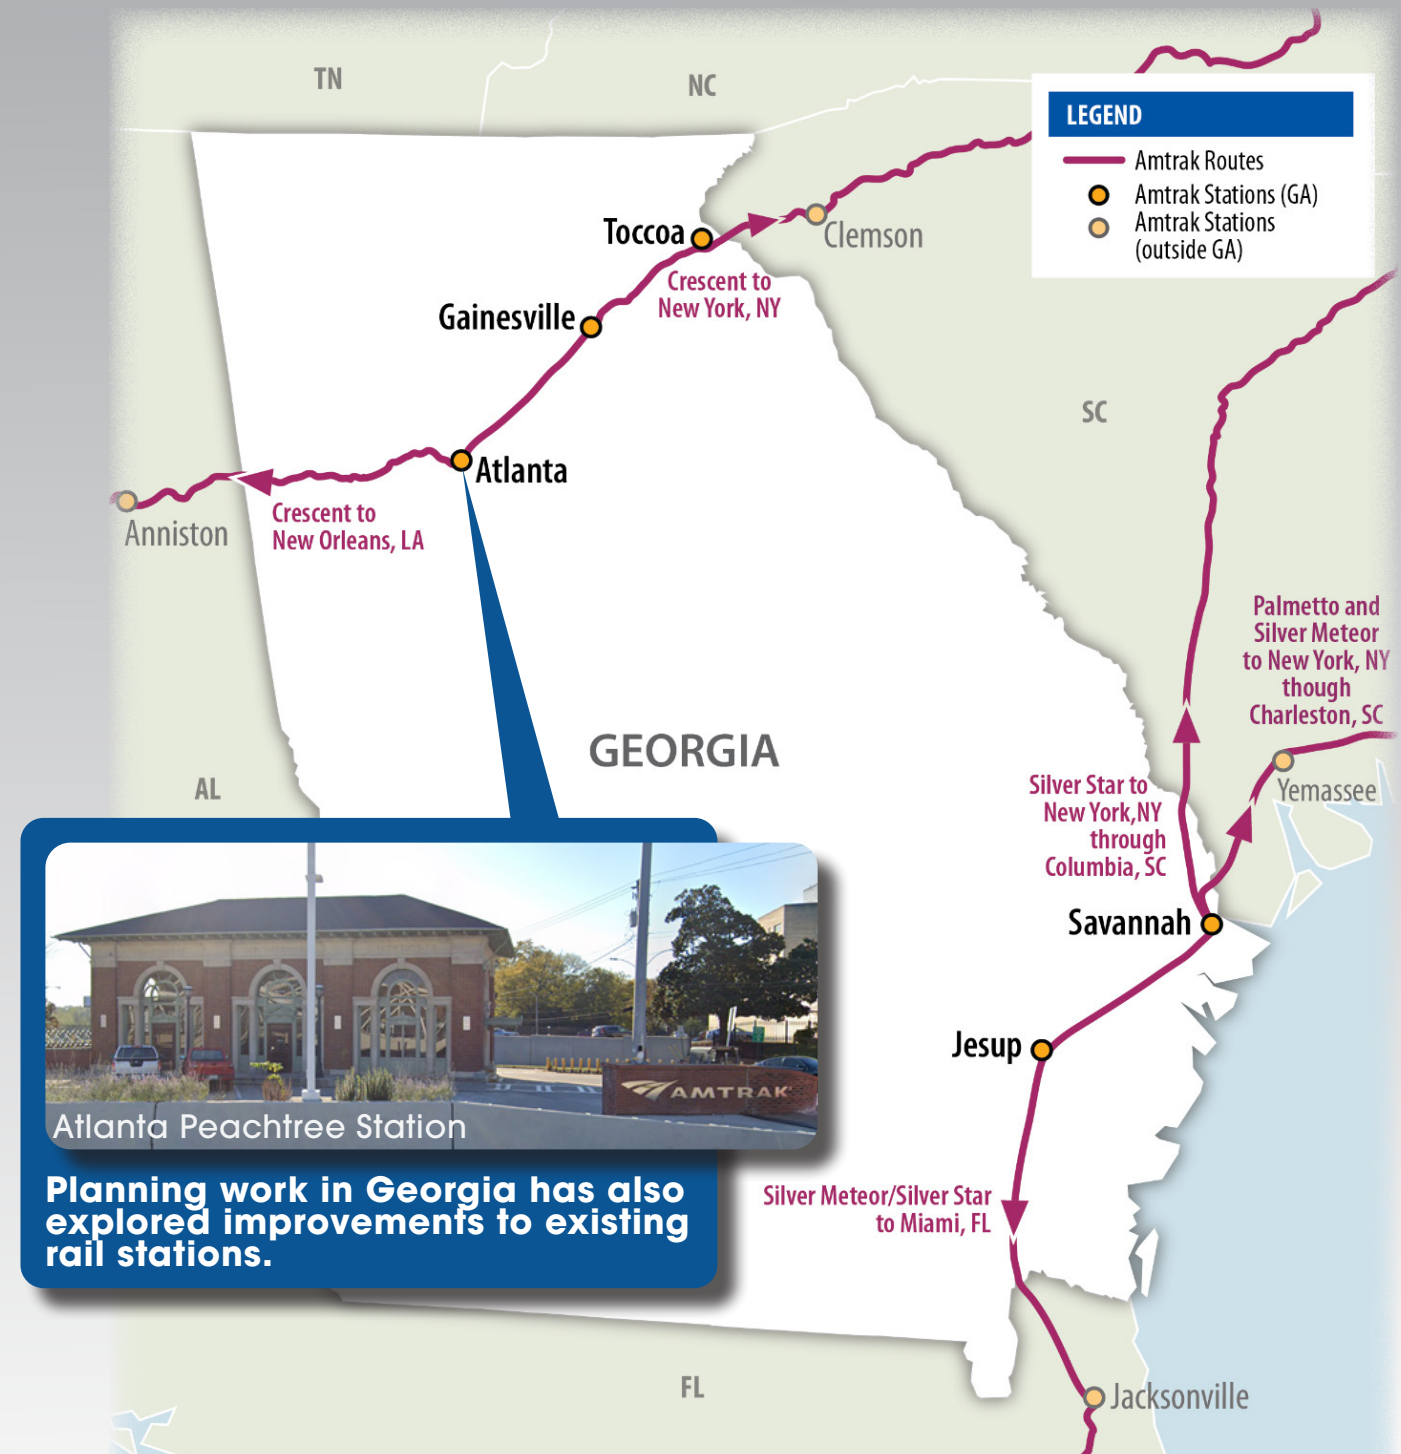 TN
NC
LEGEND
Amtrak Routes
Amtrak Stations (GA)
Amtrak Stations
(outside GA)
Toccoa
Clemson
Crescent to
New York, NY
Gainesville
SC
Atlanta
Anniston
Crescent to
New Orleans, LA
Palmetto and
Silver Meteor
to New York, NY
though
Charleston, SC
GEORGIA
AL
Silver Star to
New York,NY
through
Columbia, SC
Yemassee
Savannah
Jesup
AMTRAK
Atlanta Peachtree Station
Planning work in Georgia has also
explored improvements to existing
rail stations.
Silver Meteor/Silver Star
to Miami, FL
FL
Jacksonville